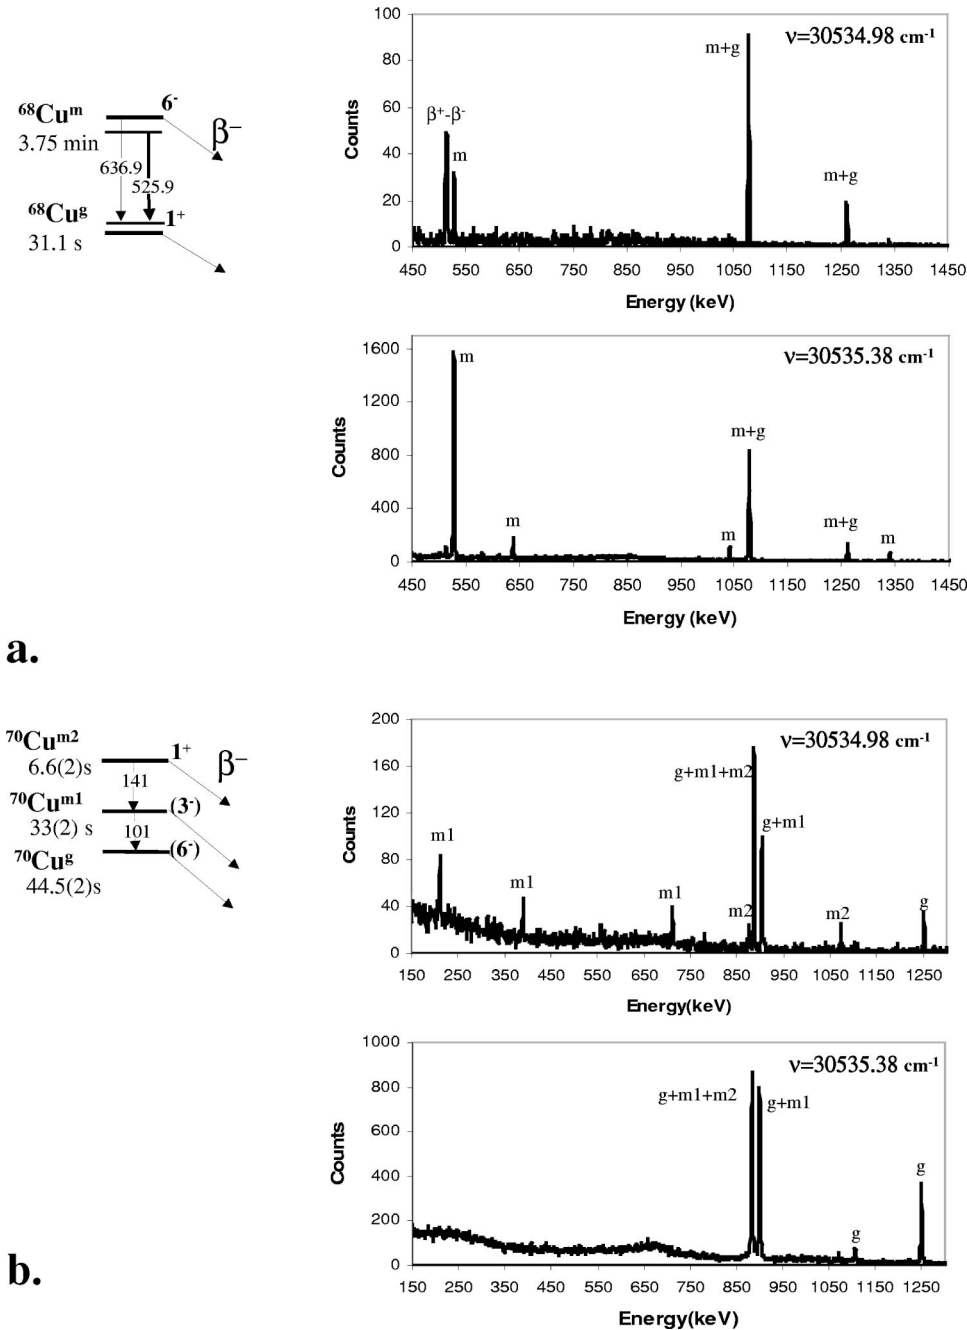 ⁶⁸Cuᵐ 6⁻
3.75 min β⁻
636.9
525.9
⁶⁸Cuᵍ 1⁺
31.1 s
ν=30534.98 cm⁻¹
Counts
100
80
60
40
20
0
β⁺-β⁻
m
m+g
m+g
450 550 650 750 850 950 1050 1150 1250 1350 1450
Energy (keV)
ν=30535.38 cm⁻¹
Counts
1600
1200
800
400
0
m
m
m
m+g
m+g
m
450 550 650 750 850 950 1050 1150 1250 1350 1450
Energy (keV)
a.
⁷⁰Cuᵐ² 1⁺
6.6(2)s β⁻
141
⁷⁰Cuᵐ¹ (3⁻)
33(2) s 101
⁷⁰Cuᵍ (6⁻)
44.5(2)s
ν=30534.98 cm⁻¹
Counts
200
160
120
80
40
0
m1
m1
m1
m2
g+m1+m2
g+m1
m2
g
150 250 350 450 550 650 750 850 950 1050 1150 1250
Energy(keV)
ν=30535.38 cm⁻¹
Counts
1000
800
600
400
200
0
g+m1+m2
g+m1
g
g
150 250 350 450 550 650 750 850 950 1050 1150 1250
Energy(keV)
b.